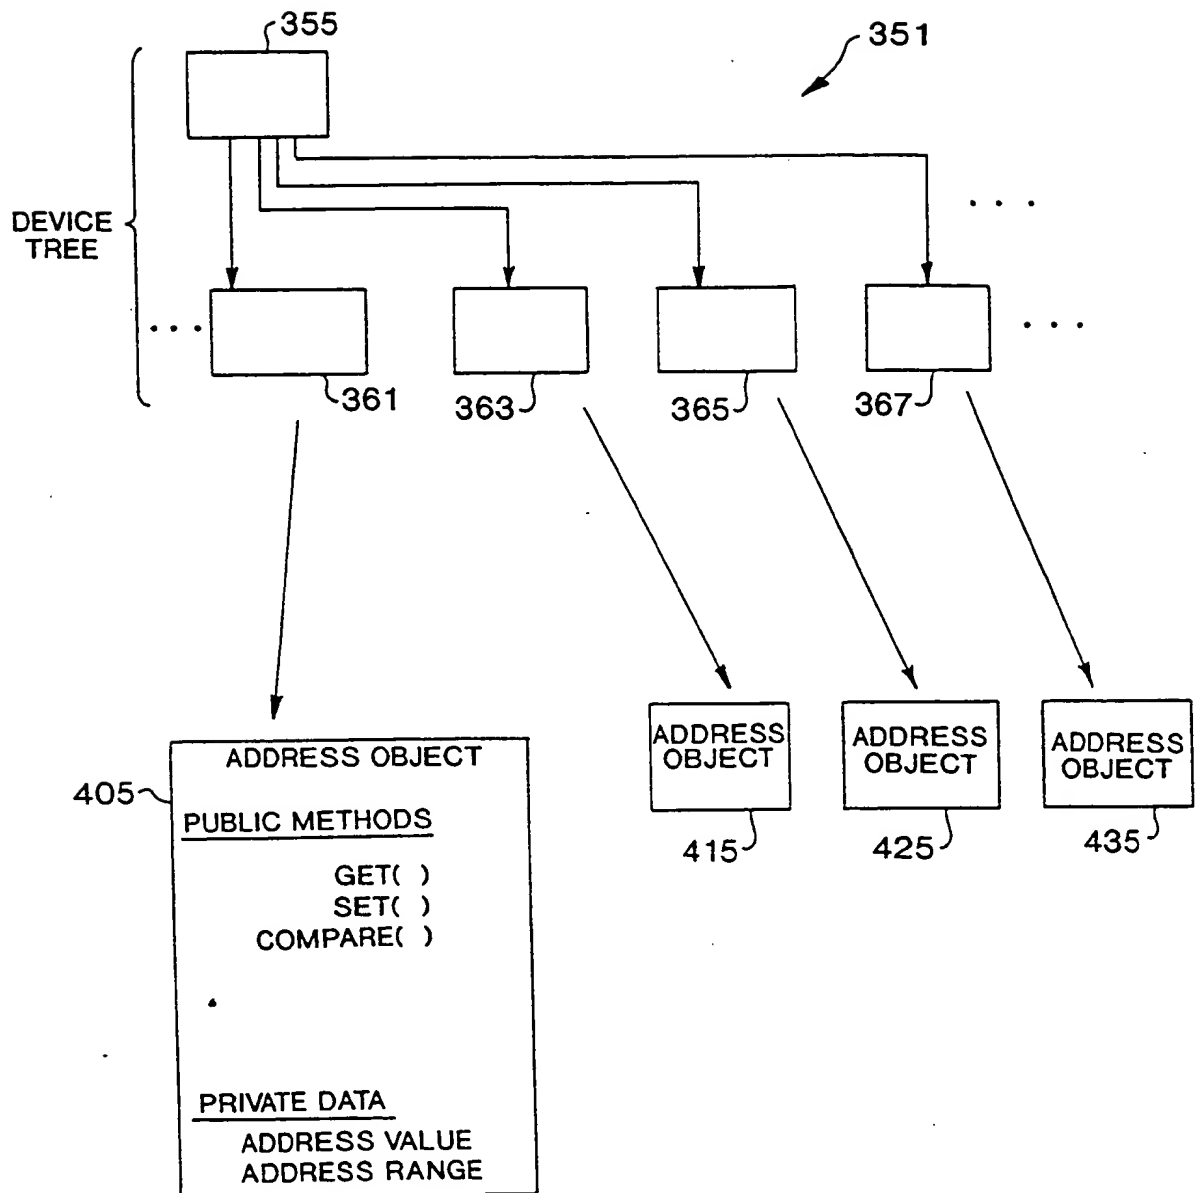 355
351
DEVICE
TREE
. . .
. . .
. . .
361
363
365
367
ADDRESS OBJECT
405
PUBLIC METHODS
GET( )
SET( )
COMPARE( )
PRIVATE DATA
ADDRESS VALUE
ADDRESS RANGE
ADDRESS
OBJECT
415
ADDRESS
OBJECT
425
ADDRESS
OBJECT
435